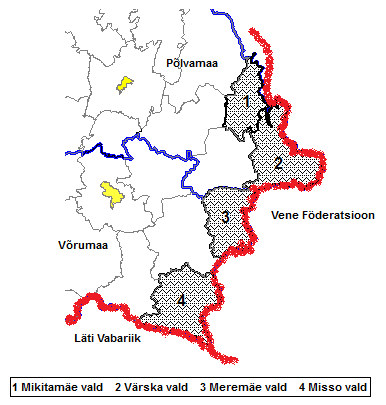 Põlvamaa
1
2
Vene Föderatsioon
3
Võrumaa
4
Läti Vabariik
1 Mikitamäe vald 2 Värska vald 3 Meremäe vald 4 Misso vald